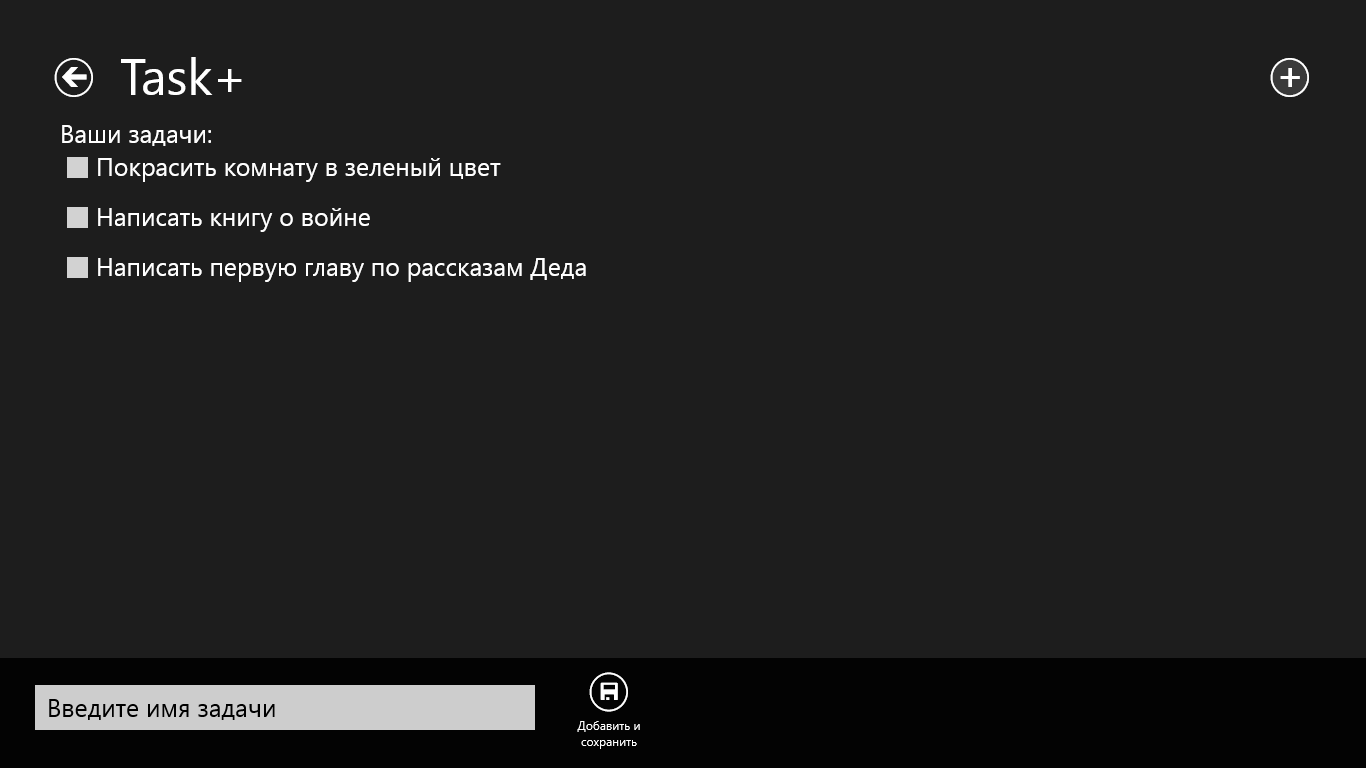 Task+
Ваши задачи:
Покрасить комнату в зеленый цвет
Написать книгу о войне
Написать первую главу по рассказам Деда
Введите имя задачи
Добавить и
сохранить